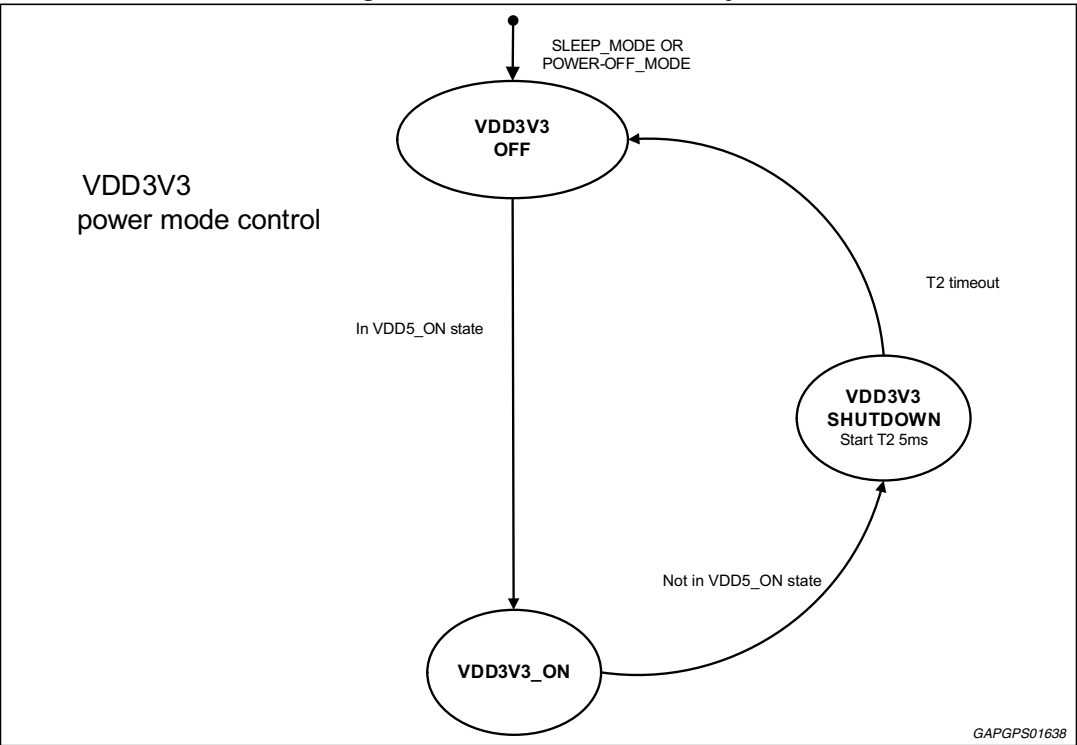 SLEEP_MODE OR
POWER-OFF_MODE
VDD3V3
OFF
VDD3V3
power mode control
T2 timeout
In VDD5_ON state
VDD3V3
SHUTDOWN
Start T2 5ms
Not in VDD5_ON state
VDD3V3_ON
GAPGPS01638